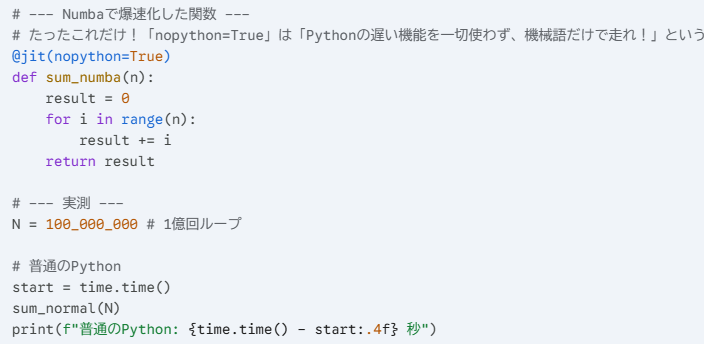 # --- Numbaで爆速化した関数 ---
# たったこれだけ！「nopython=True」は「Pythonの遅い機能を一切使わず、機械語だけで走れ！」という
@jit(nopython=True)
def sum_numba(n):
    result = 0
    for i in range(n):
        result += i
    return result
# --- 実測 ---
N = 100_000_000 # 1億回ループ
# 普通のPython
start = time.time()
sum_normal(N)
print(f"普通のPython: {time.time() - start:.4f} 秒")